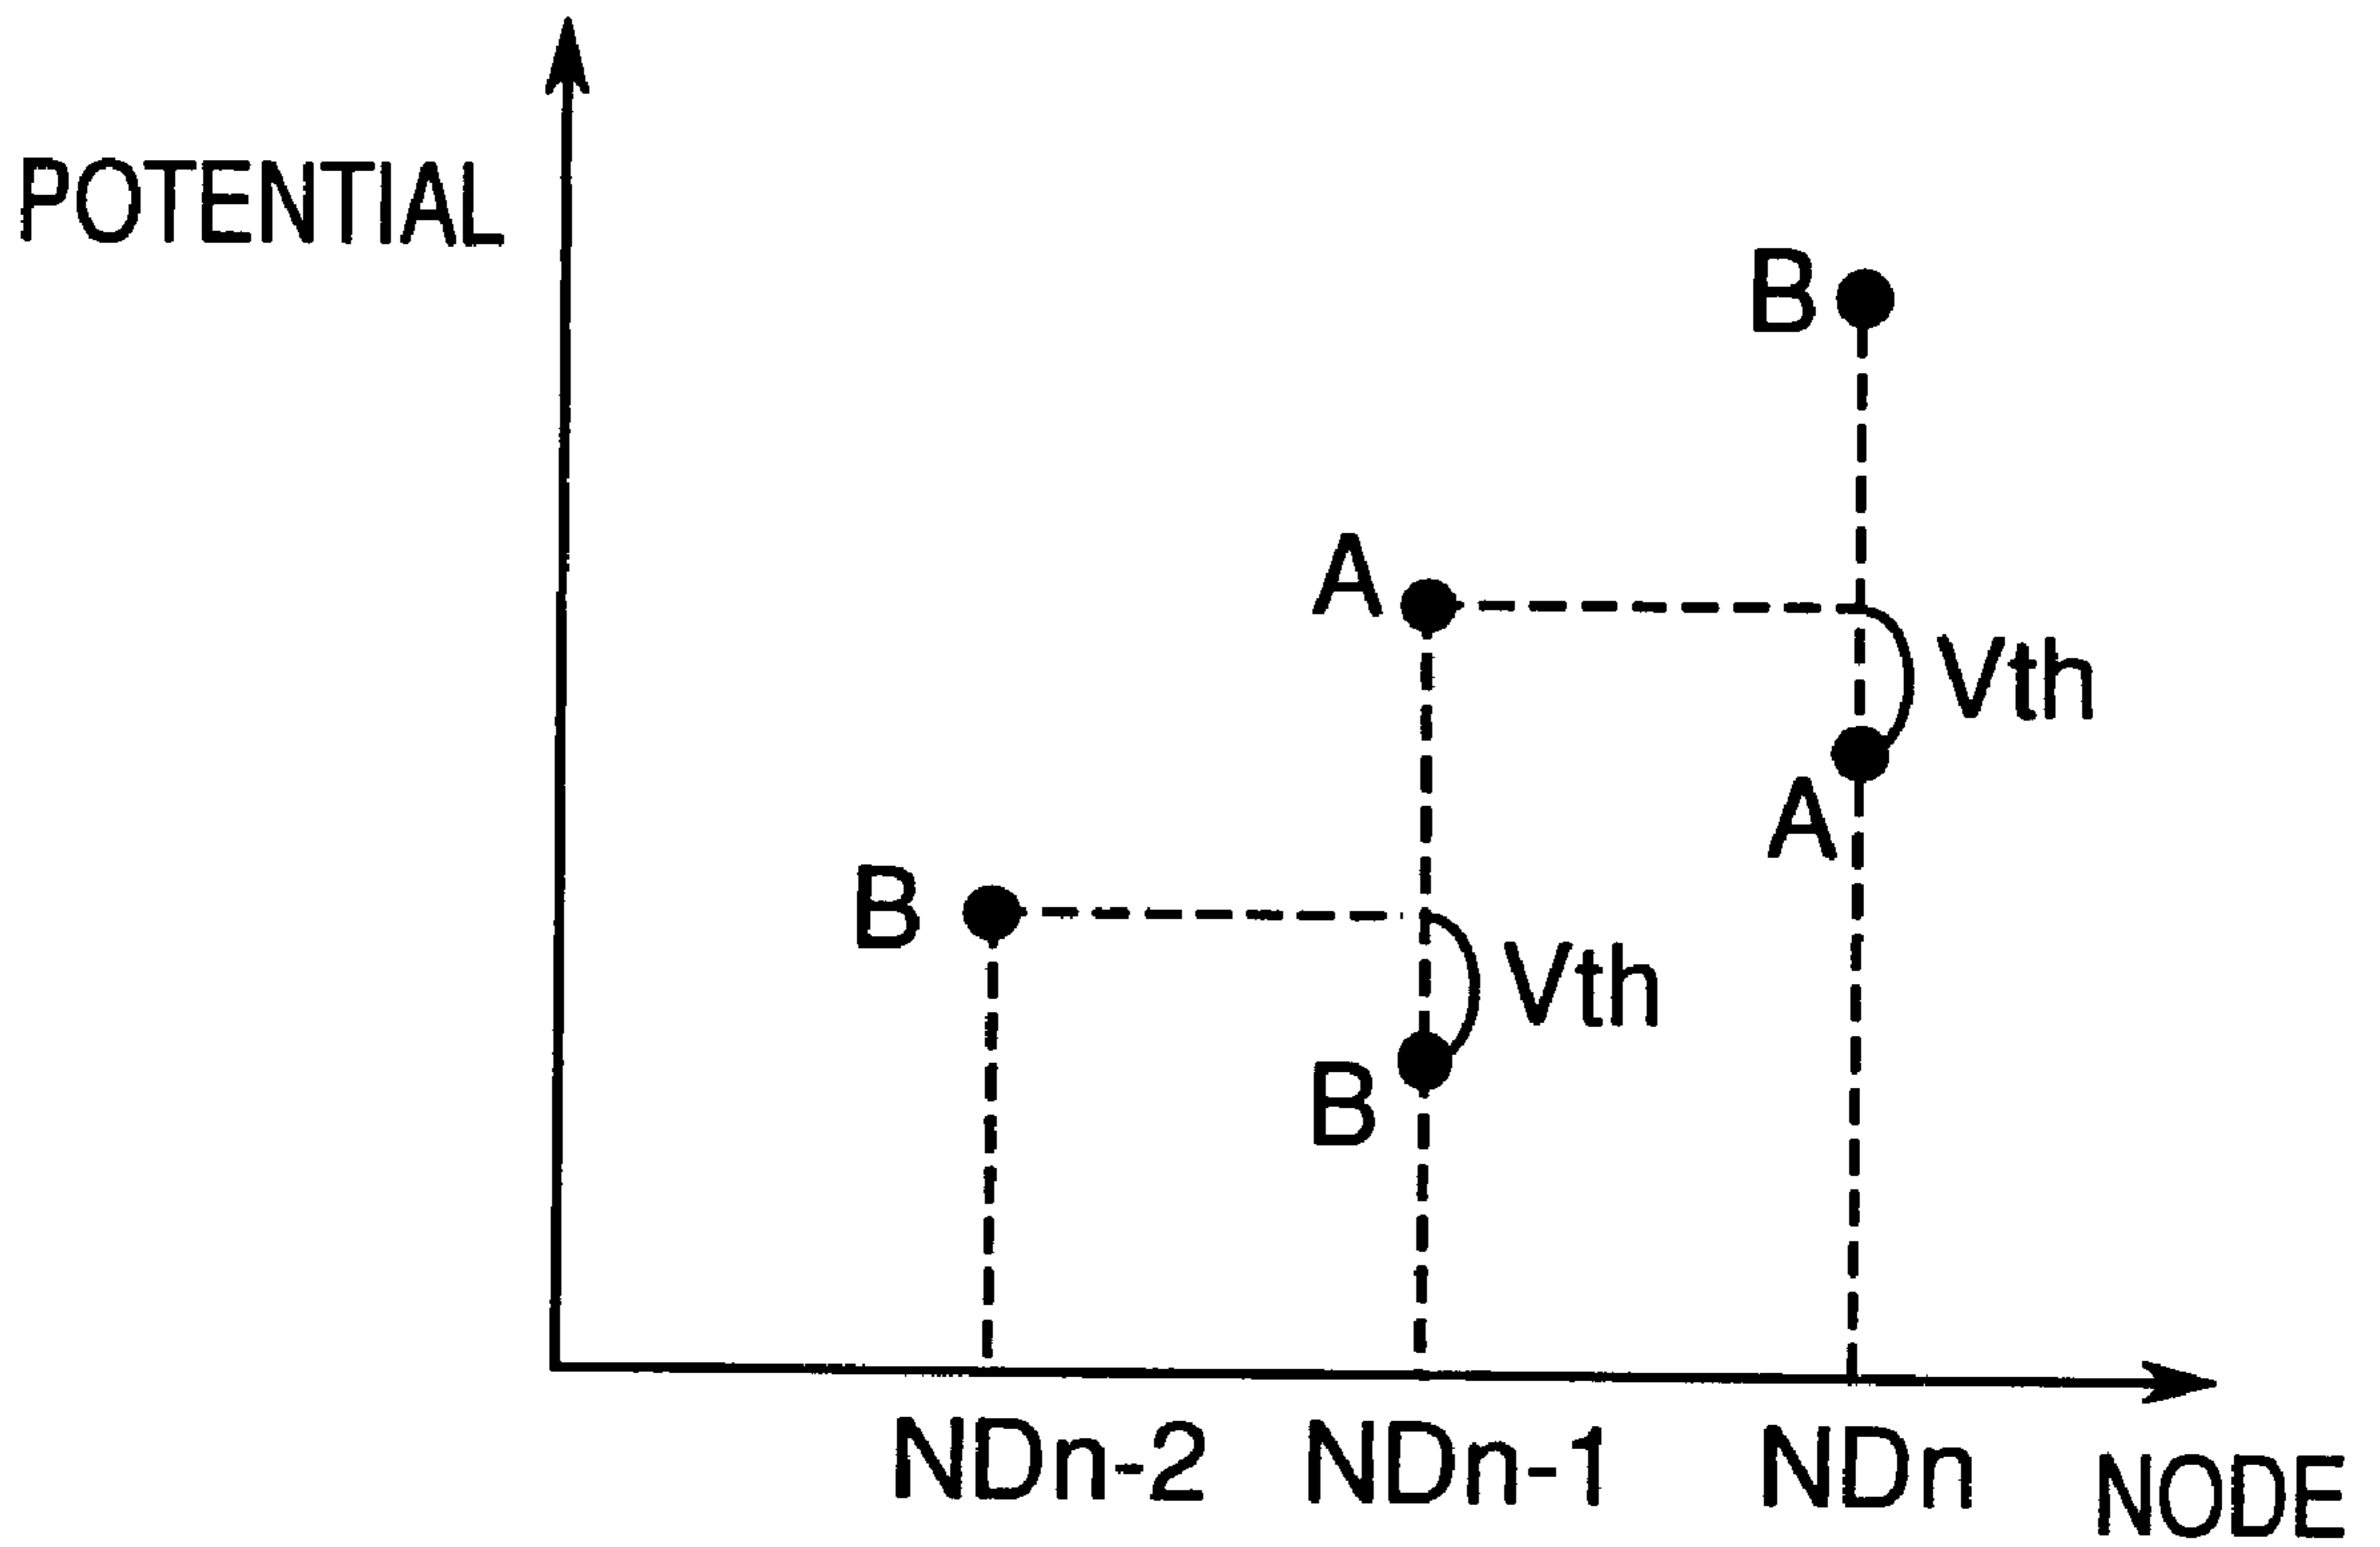 POTENTIAL
B
A
Vth
A
B
Vth
B
NDn-2
NDn-1
NDn
NODE